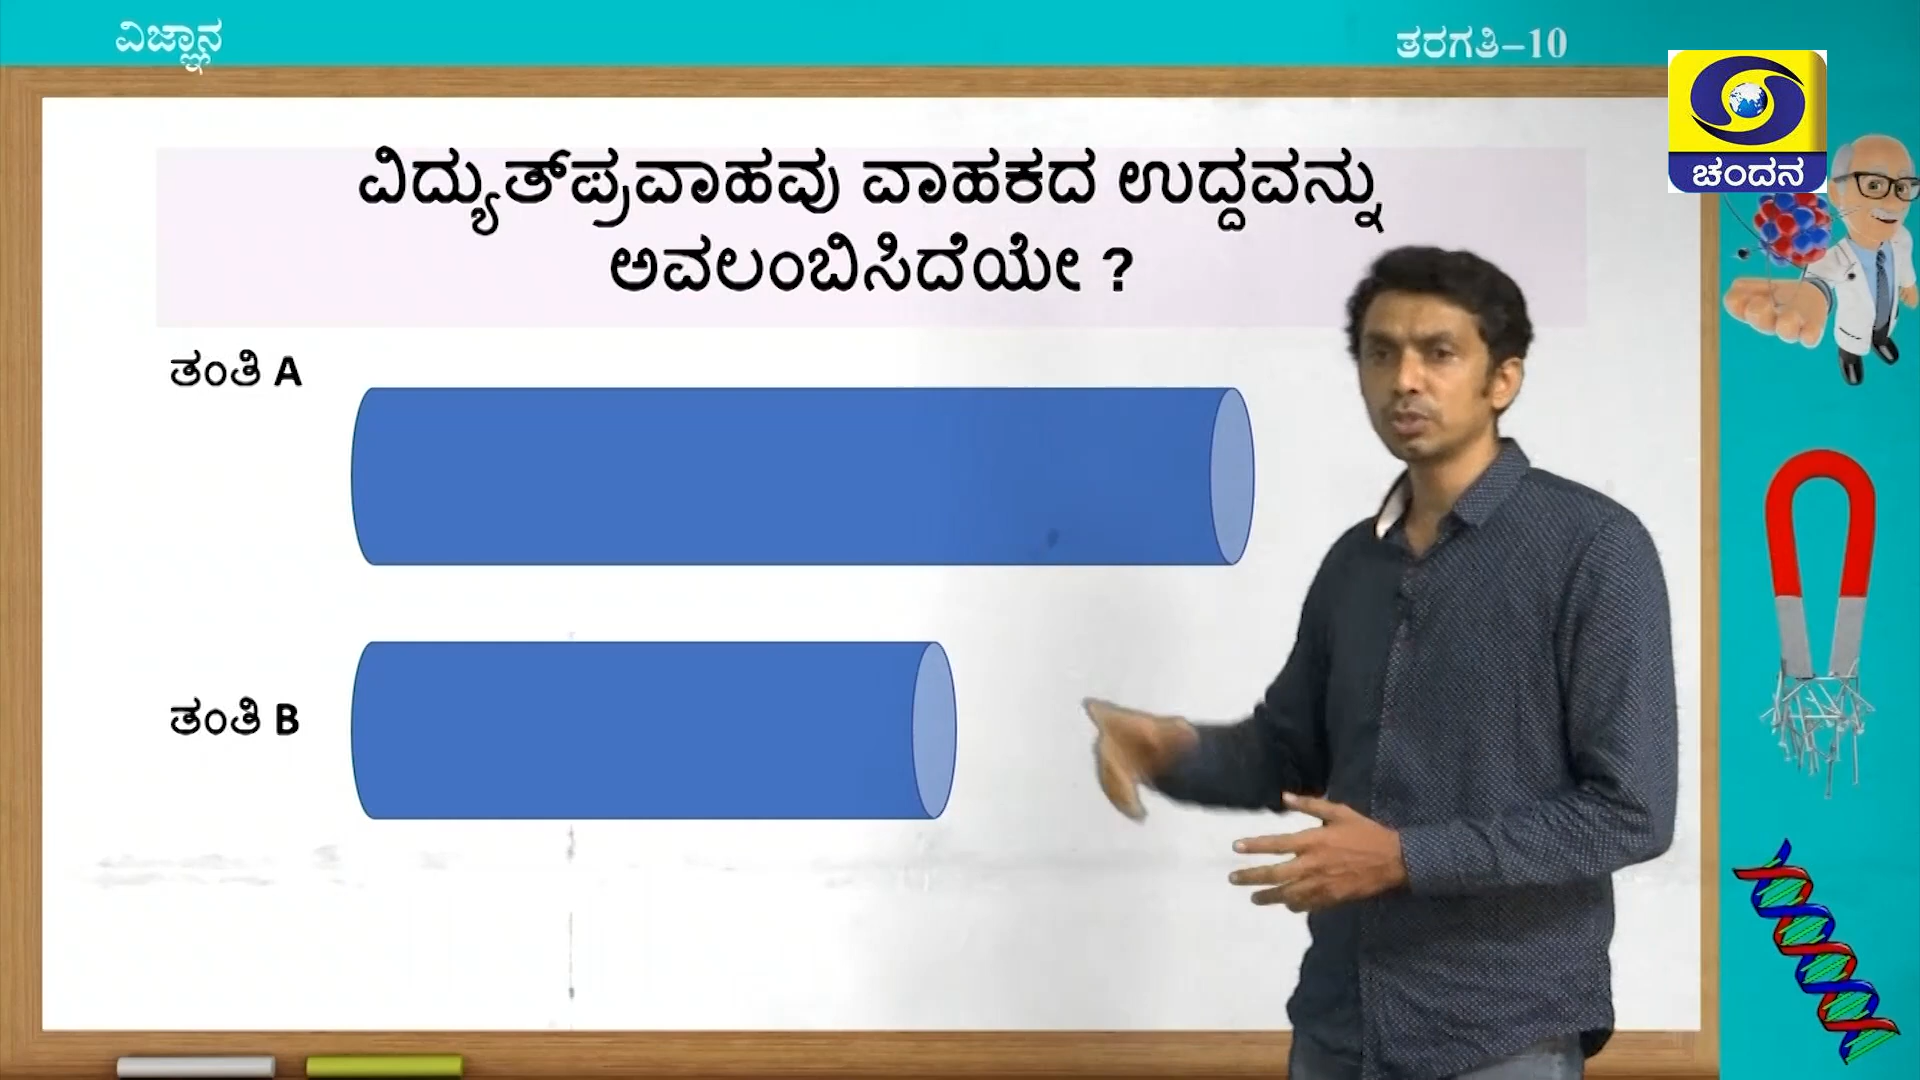 ವಿಜ್ಞಾನ
ತರಗತಿ–10
ಚಂದನ
ವಿದ್ಯುತ್‌ಪ್ರವಾಹವು ವಾಹಕದ ಉದ್ದವನ್ನು
ಅವಲಂಬಿಸಿದೆಯೇ ?
ತಂತಿ A
ತಂತಿ B